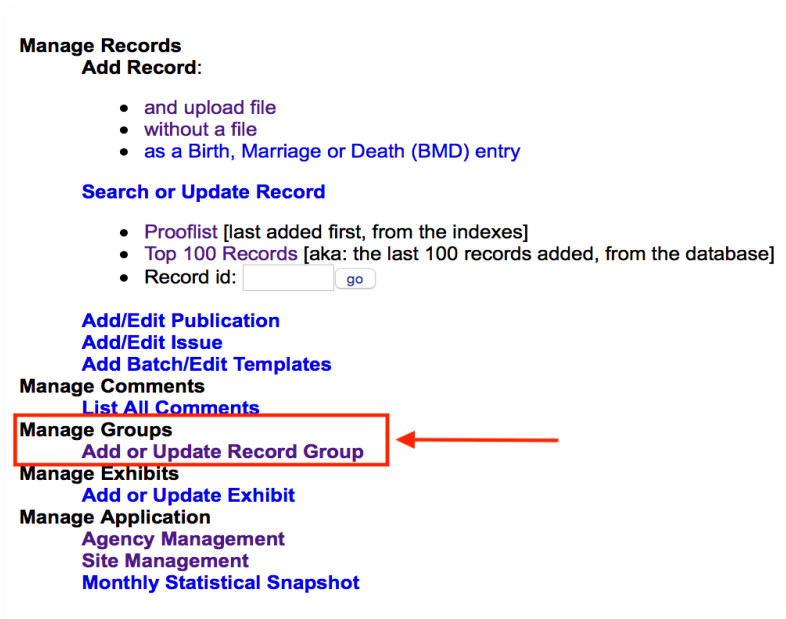 Manage Records
Add Record:
and upload file
without a file
as a Birth, Marriage or Death (BMD) entry
Search or Update Record
Prooflist [last added first, from the indexes]
Top 100 Records [aka: the last 100 records added, from the database]
Record id: go
Add/Edit Publication
Add/Edit Issue
Add Batch/Edit Templates
Manage Comments
List All Comments
Manage Groups
Add or Update Record Group
Manage Exhibits
Add or Update Exhibit
Manage Application
Agency Management
Site Management
Monthly Statistical Snapshot